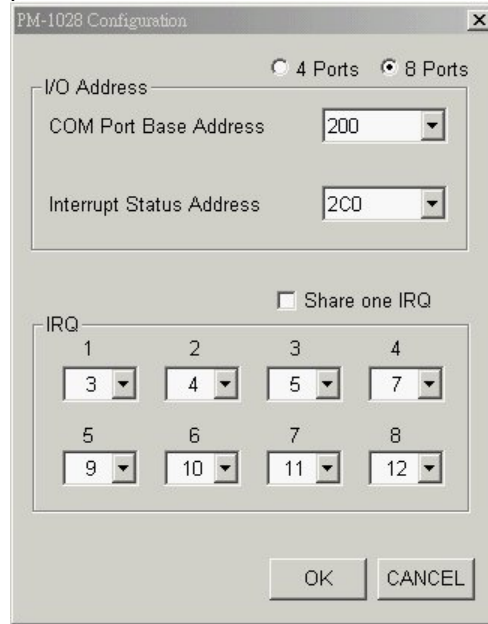 PM-1028 Configuration
4 Ports 8 Ports
I/O Address
COM Port Base Address 200
Interrupt Status Address 2C0
Share one IRQ
IRQ
1 2 3 4
3 4 5 7
5 6 7 8
9 10 11 12
OK CANCEL